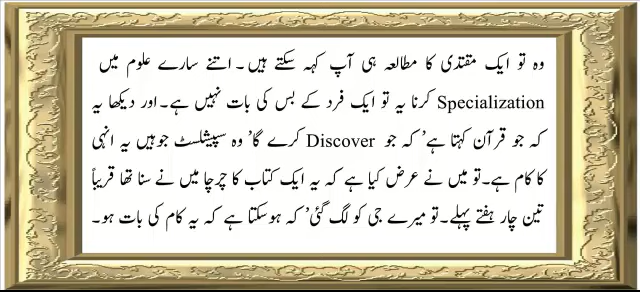 وہ تو ایک مقتدی کا مطالعہ ہی آپ کہہ سکتے ہیں۔ اتنے سارے علوم میں
Specialization کرنا یہ تو ایک فرد کے بس کی بات نہیں ہے۔ اور دیکھا یہ
کہ جو قرآن کہتا ہے‘ کہ جو Discover کرے گا‘ وہ سپیشلسٹ جو ہیں یہ انہی
کا کام ہے۔ تو میں نے عرض کیا ہے کہ یہ ایک کتاب کا چرچا میں نے سنا تھا قریباً
تین چار ہفتے پہلے۔ تو میرے جی کو لگ گئی‘ کہ ہوسکتا ہے کہ یہ کام کی بات ہو۔